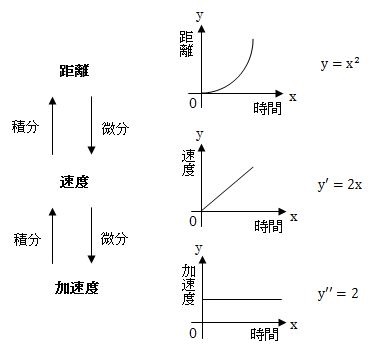 距離
積分
微分
速度
積分
微分
加速度
y
距離
0
時間
x
y = x²
y
速度
0
時間
x
y′ = 2x
y
加速度
0
時間
x
y′′ = 2